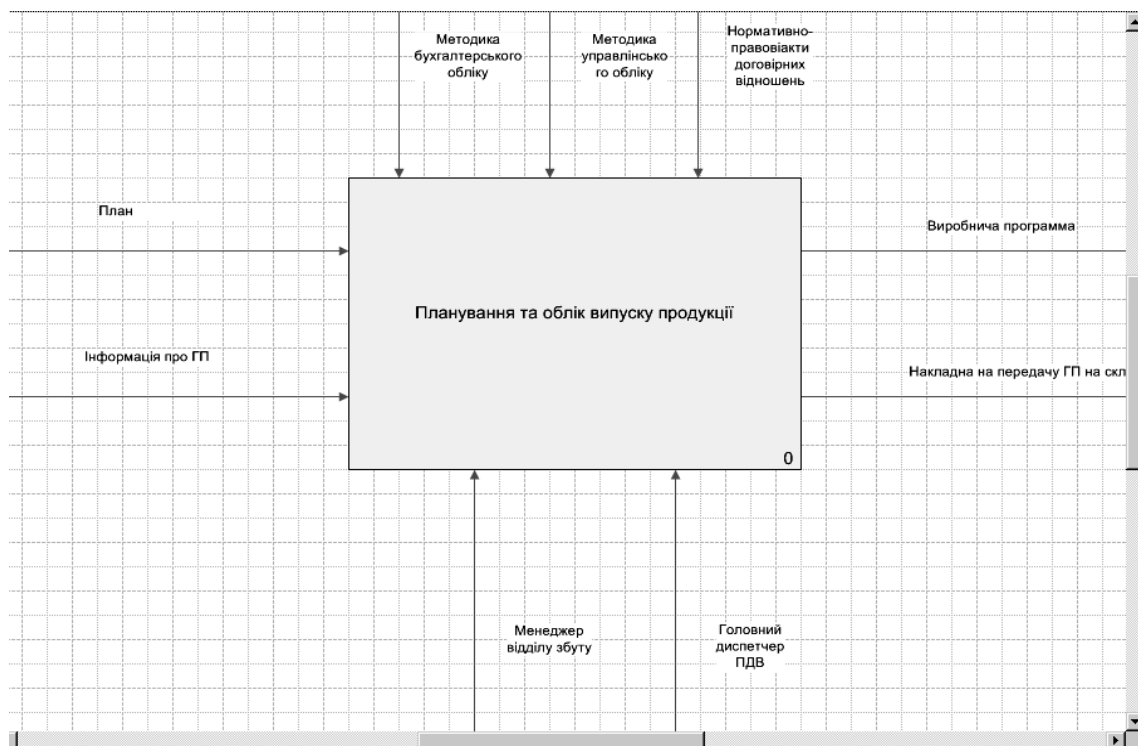 Методика
бухгалтерського
обліку
Методика
управлінсько
го обліку
Нормативно-
правовіакти
договірних
відношень
План
Виробнича программа
Планування та облік випуску продукції
Інформація про ГП
Накладна на передачу ГП на скл
0
Менеджер
відділу збуту
Головний
диспетчер
ПДВ